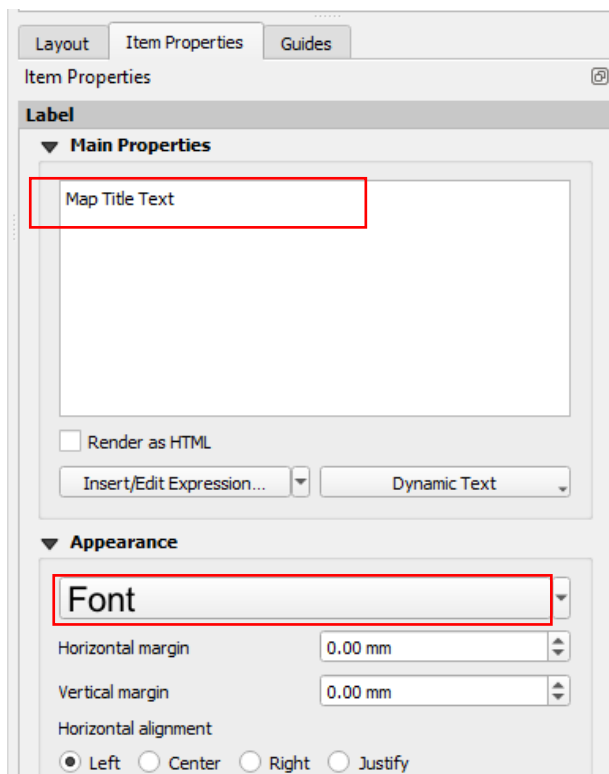 Layout Item Properties Guides
Item Properties
Label
Main Properties
Map Title Text
Render as HTML
Insert/Edit Expression... Dynamic Text
Appearance
Font
Horizontal margin 0.00 mm
Vertical margin 0.00 mm
Horizontal alignment
Left Center Right Justify